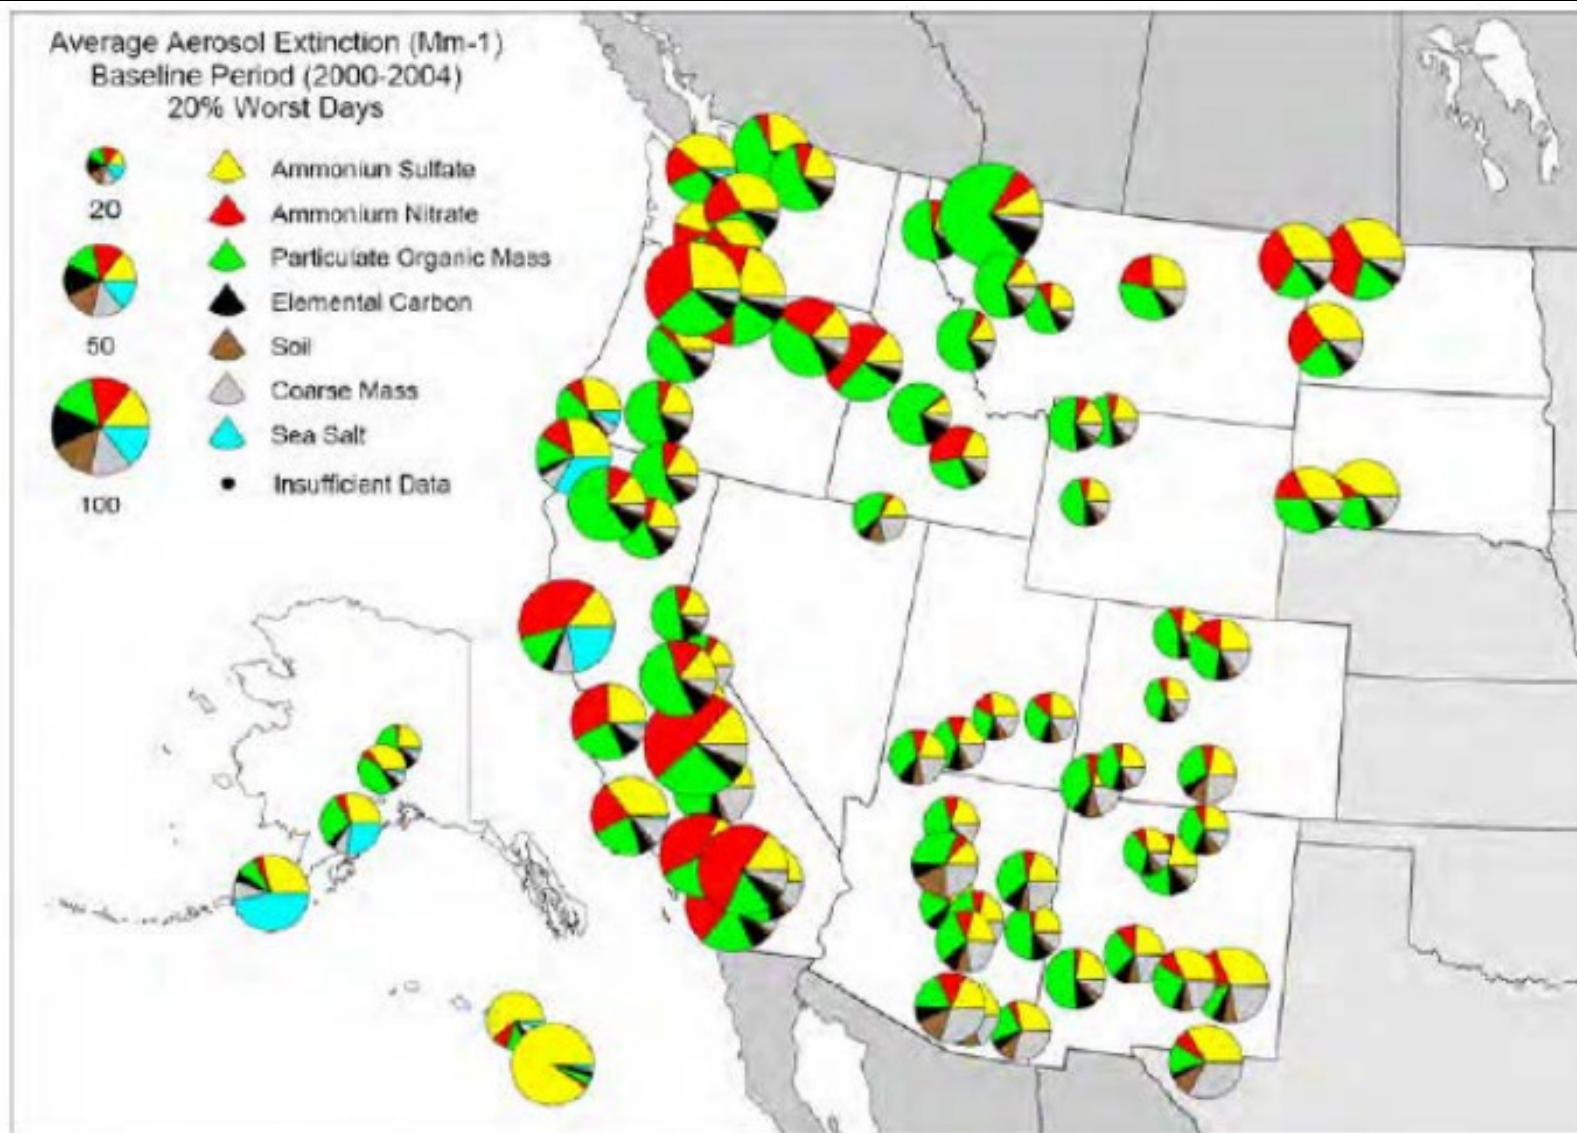 Average Aerosol Extinction (Mm-1)
Baseline Period (2000-2004)
20% Worst Days
20
50
100
Ammoniun Sulfate
Ammonium Nitrate
Particulate Organic Mass
Elemental Carbon
Soil
Coarse Mass
Sea Salt
Insufficient Data